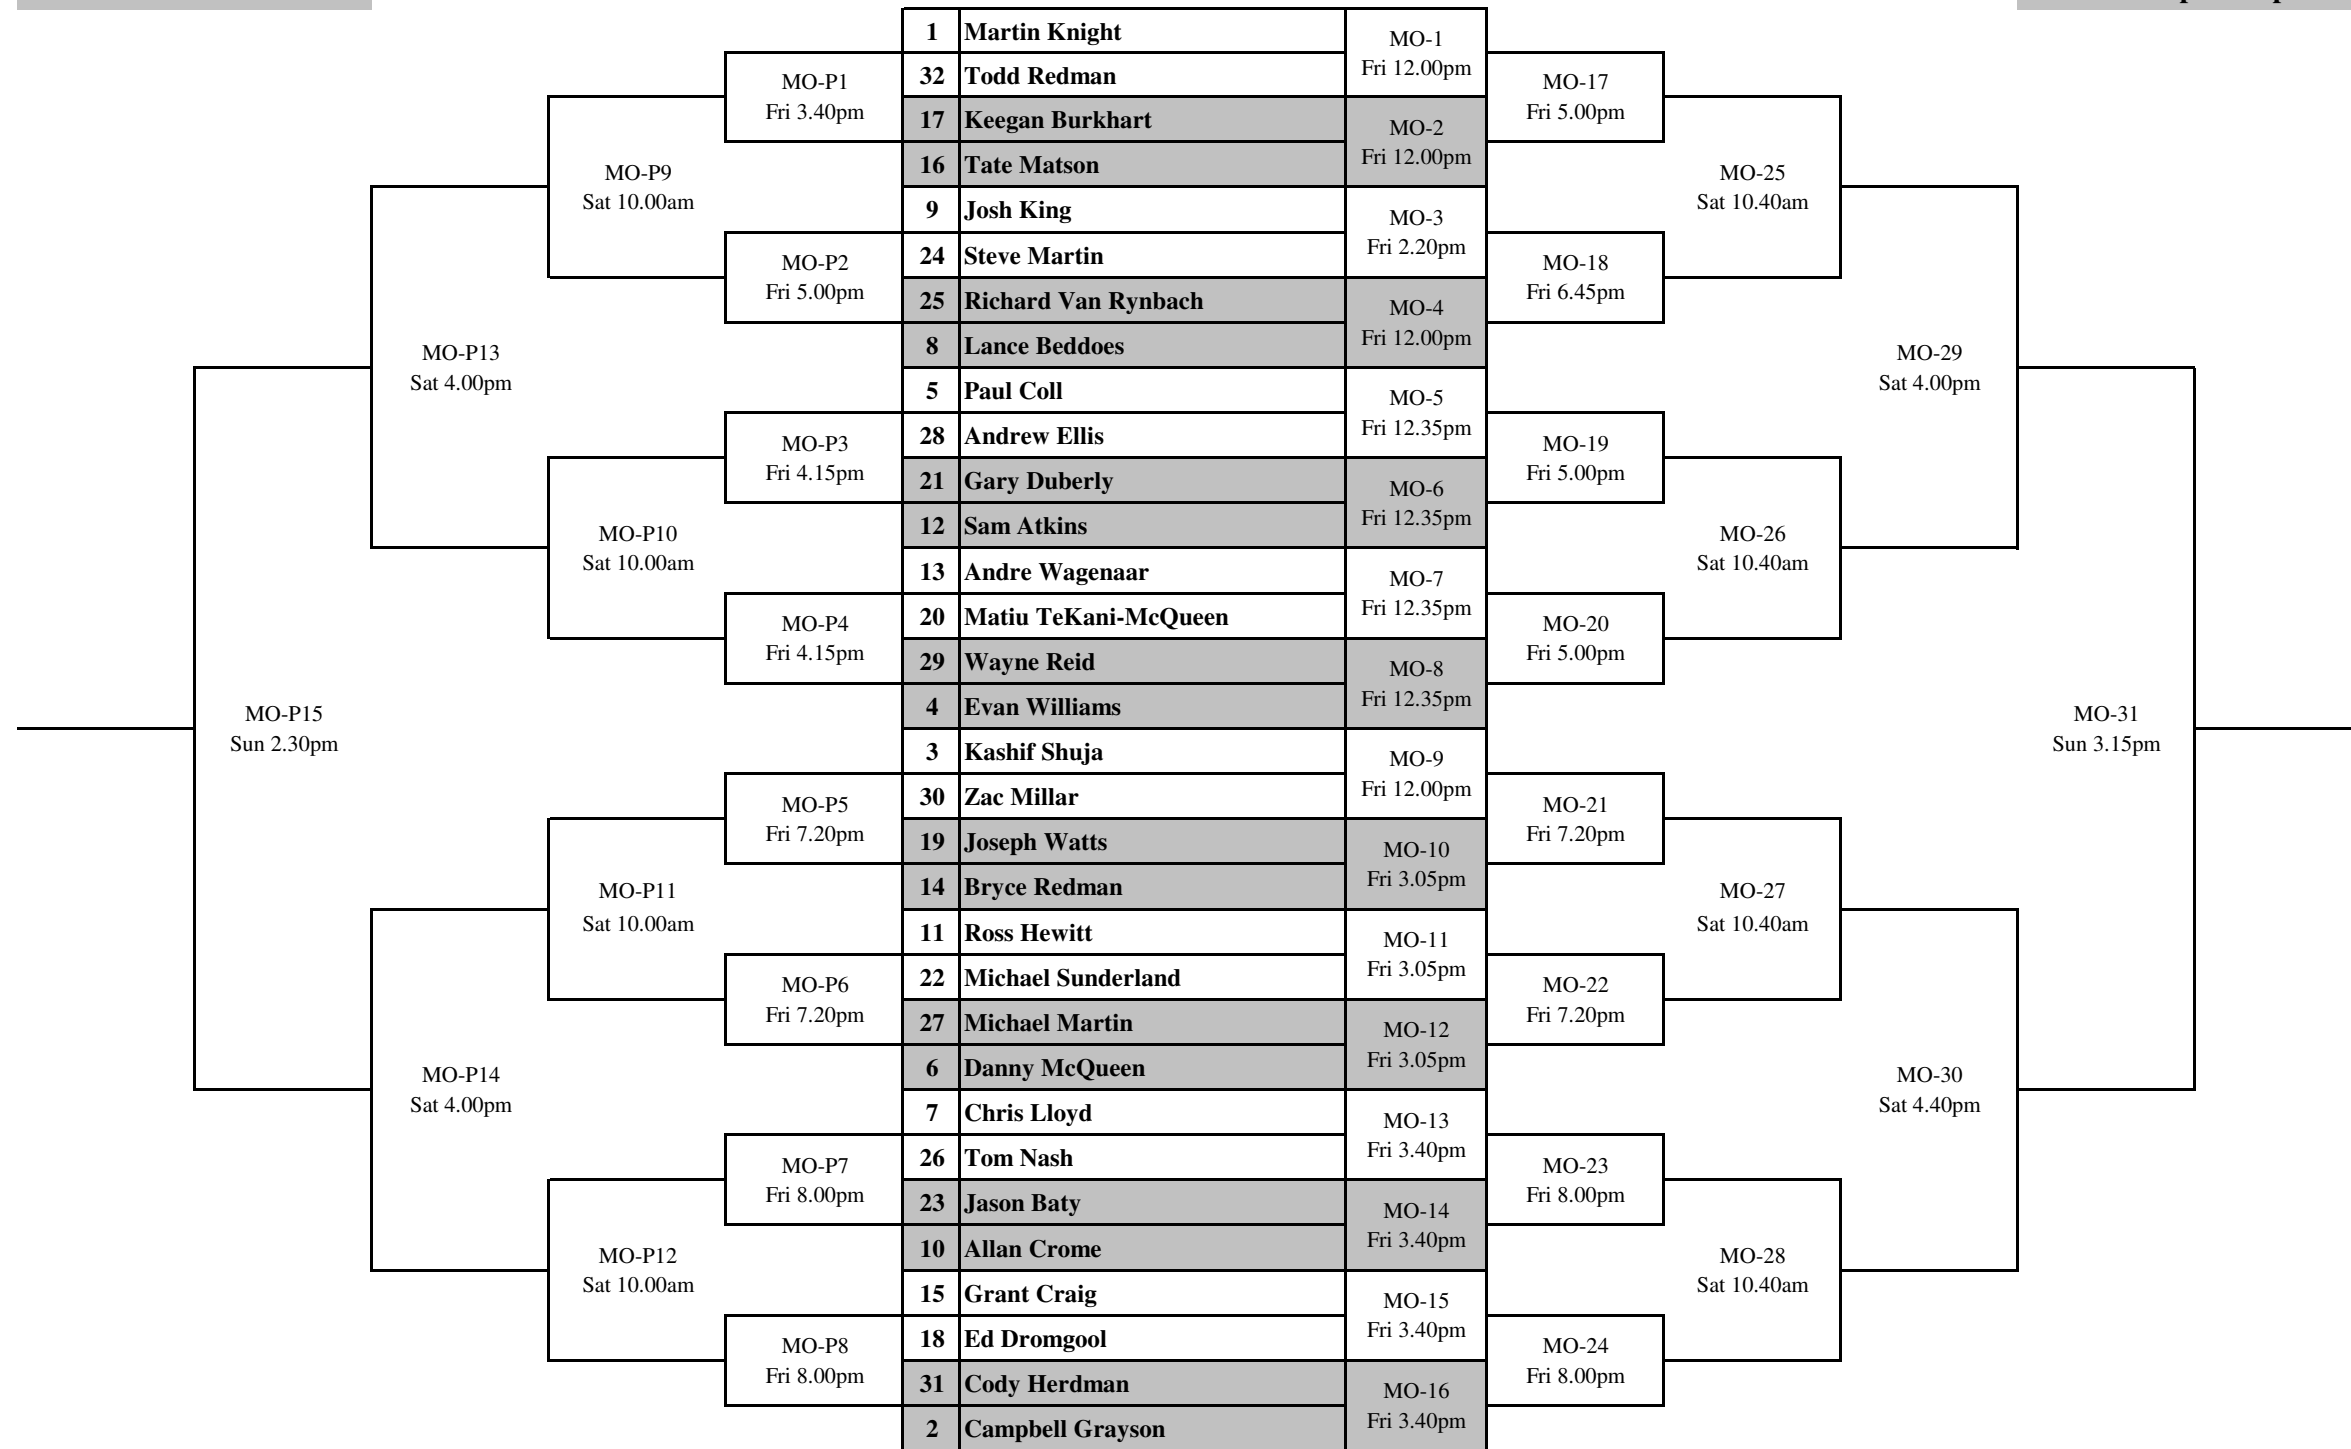 1 Martin Knight
MO-1
Fri 12.00pm
32 Todd Redman
MO-P1
Fri 3.40pm
MO-17
Fri 5.00pm
17 Keegan Burkhart
MO-2
Fri 12.00pm
16 Tate Matson
MO-P9
Sat 10.00am
MO-25
Sat 10.40am
9 Josh King
MO-3
Fri 2.20pm
24 Steve Martin
MO-P2
Fri 5.00pm
MO-18
Fri 6.45pm
25 Richard Van Rynbach
MO-4
Fri 12.00pm
8 Lance Beddoes
MO-P13
Sat 4.00pm
MO-29
Sat 4.00pm
5 Paul Coll
MO-5
Fri 12.35pm
28 Andrew Ellis
MO-P3
Fri 4.15pm
MO-19
Fri 5.00pm
21 Gary Duberly
MO-6
Fri 12.35pm
12 Sam Atkins
MO-P10
Sat 10.00am
MO-26
Sat 10.40am
13 Andre Wagenaar
MO-7
Fri 12.35pm
20 Matiu TeKani-McQueen
MO-P4
Fri 4.15pm
MO-20
Fri 5.00pm
29 Wayne Reid
MO-8
Fri 12.35pm
4 Evan Williams
MO-P15
Sun 2.30pm
MO-31
Sun 3.15pm
3 Kashif Shuja
MO-9
Fri 12.00pm
30 Zac Millar
MO-P5
Fri 7.20pm
MO-21
Fri 7.20pm
19 Joseph Watts
MO-10
Fri 3.05pm
14 Bryce Redman
MO-P11
Sat 10.00am
MO-27
Sat 10.40am
11 Ross Hewitt
MO-11
Fri 3.05pm
22 Michael Sunderland
MO-P6
Fri 7.20pm
MO-22
Fri 7.20pm
27 Michael Martin
MO-12
Fri 3.05pm
6 Danny McQueen
MO-P14
Sat 4.00pm
MO-30
Sat 4.40pm
7 Chris Lloyd
MO-13
Fri 3.40pm
26 Tom Nash
MO-P7
Fri 8.00pm
MO-23
Fri 8.00pm
23 Jason Baty
MO-14
Fri 3.40pm
10 Allan Crome
MO-P12
Sat 10.00am
MO-28
Sat 10.40am
15 Grant Craig
MO-15
Fri 3.40pm
18 Ed Dromgool
MO-P8
Fri 8.00pm
MO-24
Fri 8.00pm
31 Cody Herdman
MO-16
Fri 3.40pm
2 Campbell Grayson